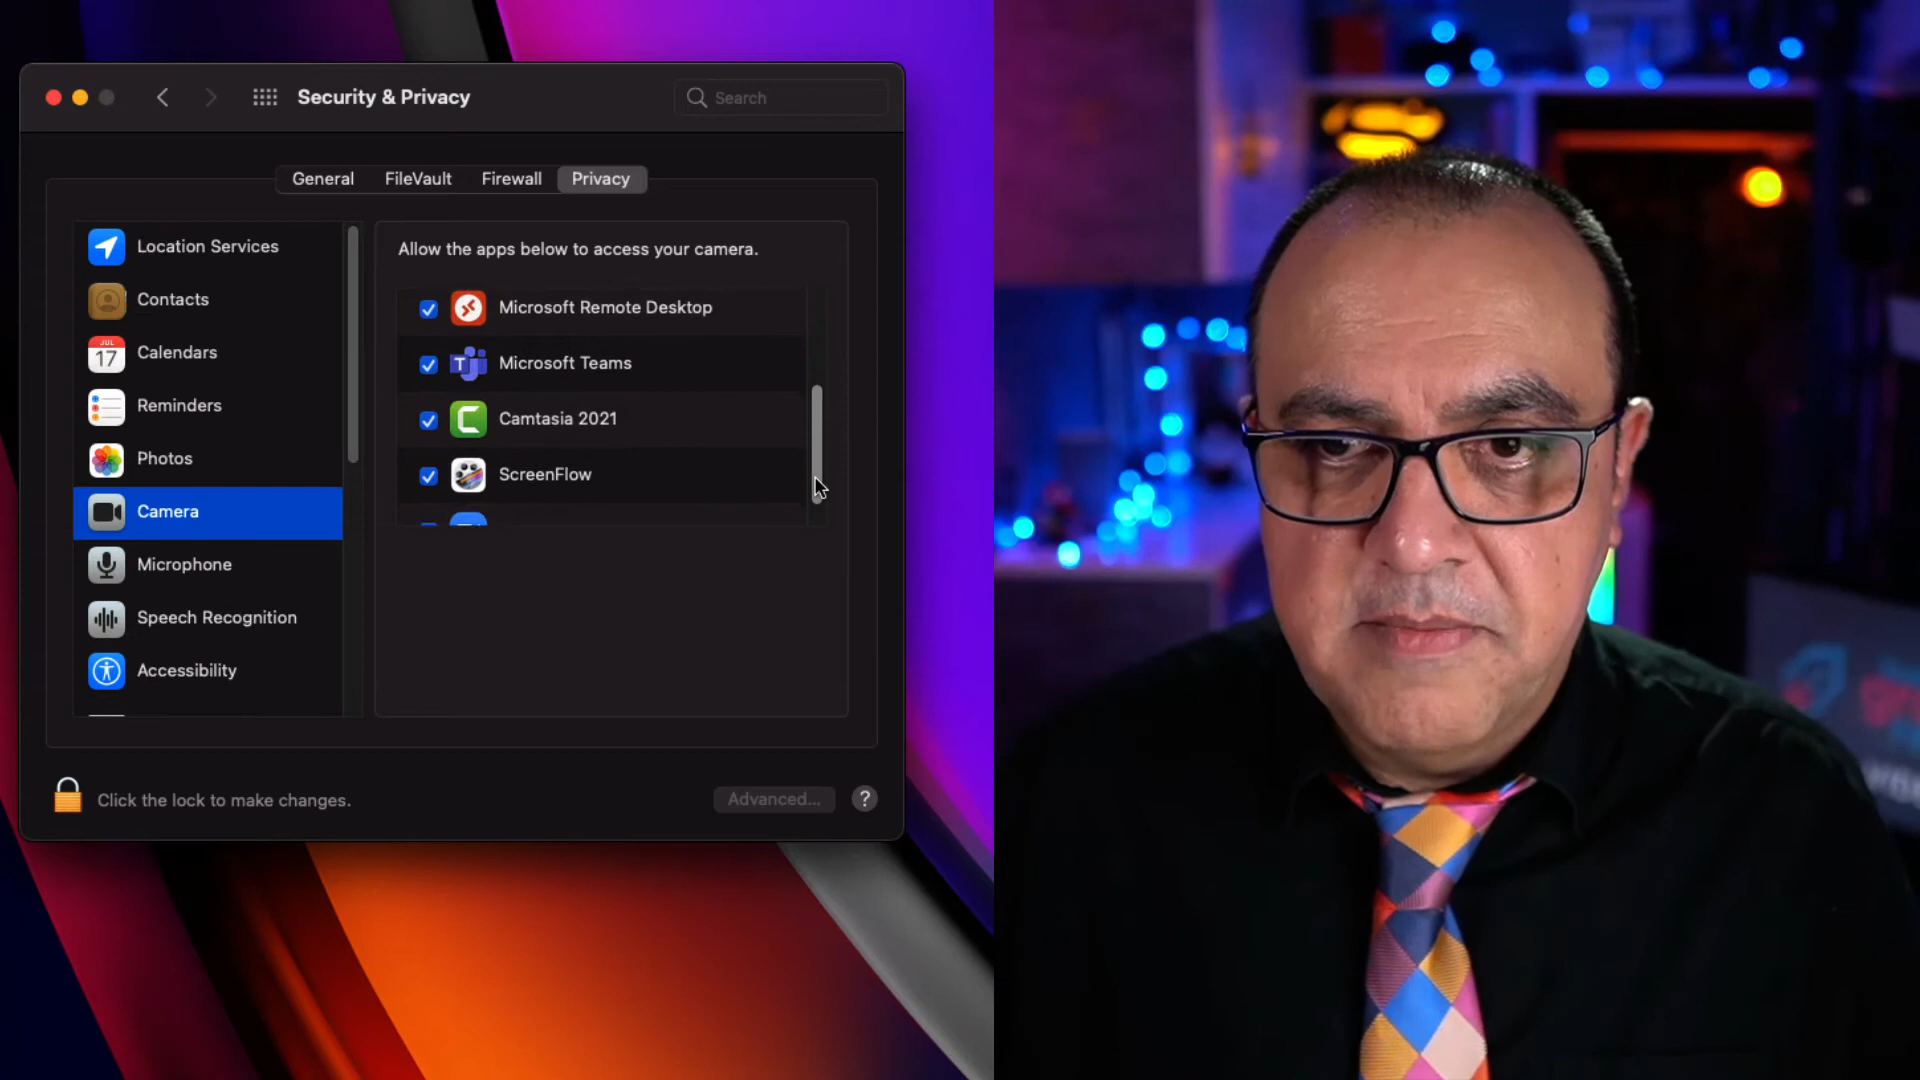 Security & Privacy
Search
General
FileVault
Firewall
Privacy
Location Services
Contacts
JUL
17
Calendars
Reminders
Photos
Camera
Microphone
Speech Recognition
Accessibility
Allow the apps below to access your camera.
Microsoft Remote Desktop
T
Microsoft Teams
Camtasia 2021
ScreenFlow
Click the lock to make changes.
Advanced...
?